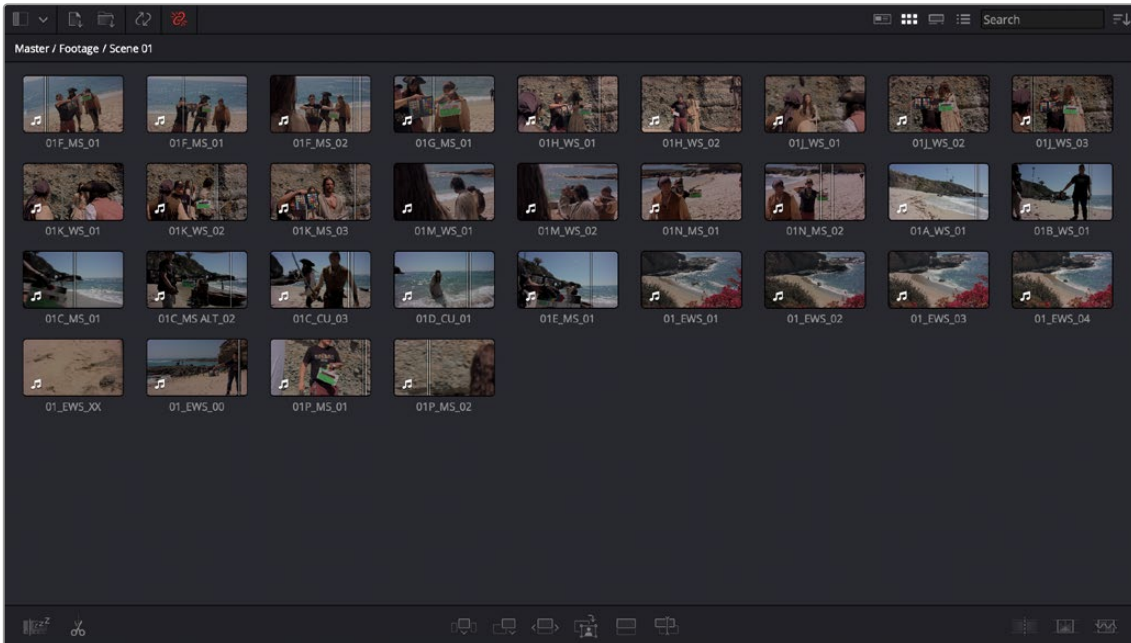 Search
Master / Footage / Scene 01
01F_MS_01 01F_MS_01 01F_MS_02 01G_MS_01 01H_WS_01 01H_WS_02 01J_WS_01 01J_WS_02 01J_WS_03
01K_WS_01 01K_WS_02 01K_MS_03 01M_WS_01 01M_WS_02 01N_MS_01 01N_MS_02 01A_WS_01 01B_WS_01
01C_MS_01 01C_MS ALT_02 01C_CU_03 01D_CU_01 01E_MS_01 01_EWS_01 01_EWS_02 01_EWS_03 01_EWS_04
01_EWS_XX 01_EWS_00 01P_MS_01 01P_MS_02